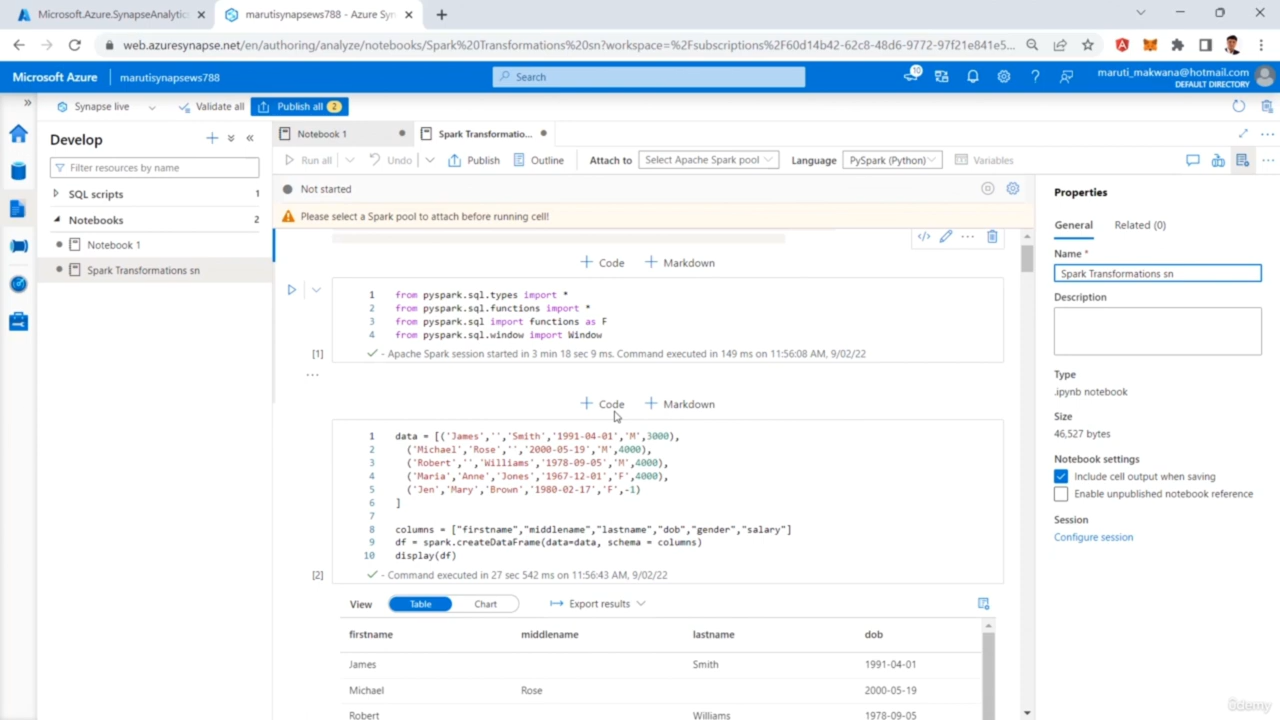 Microsoft.Azure.SynapseAnalytic
marutisynapsews788 - Azure Syn
web.azuresynapse.net/en/authoring/analyze/notebooks/Spark%20Transformations%20sn?workspace=%2Fsubscriptions%2F60d14b42-62c8-48d6-9772-97f21e841e5...
Microsoft Azure
marutisynapsews788
Search
10
maruti_makwana@hotmail.com
DEFAULT DIRECTORY
Synapse live
Validate all
Publish all
2
Develop
Filter resources by name
SQL scripts
1
Notebooks
2
Notebook 1
Spark Transformations sn
Notebook 1
Spark Transformatio...
Run all
Undo
Publish
Outline
Attach to
Select Apache Spark pool
Language
PySpark (Python)
Variables
Not started
Please select a Spark pool to attach before running cell!
+ Code
+ Markdown
1 from pyspark.sql.types import *
2 from pyspark.sql.functions import *
3 from pyspark.sql import functions as F
4 from pyspark.sql.window import Window
[1]
- Apache Spark session started in 3 min 18 sec 9 ms. Command executed in 149 ms on 11:56:08 AM, 9/02/22
...
+ Code
+ Markdown
1 data = [('James','','Smith','1991-04-01','M',3000),
2 ('Michael','Rose','','2000-05-19','M',4000),
3 ('Robert','','Williams','1978-09-05','M',4000),
4 ('Maria','Anne','Jones','1967-12-01','F',4000),
5 ('Jen','Mary','Brown','1980-02-17','F',-1)
6 ]
7
8 columns = ["firstname","middlename","lastname","dob","gender","salary"]
9 df = spark.createDataFrame(data=data, schema = columns)
10 display(df)
[2]
- Command executed in 27 sec 542 ms on 11:56:43 AM, 9/02/22
View
Table
Chart
Export results
firstname middlename lastname dob
James Smith 1991-04-01
Michael Rose 2000-05-19
Robert Williams 1978-09-05
Properties
General
Related (0)
Name *
Spark Transformations sn
Description
Type
.ipynb notebook
Size
46,527 bytes
Notebook settings
Include cell output when saving
Enable unpublished notebook reference
Session
Configure session
ûdemy